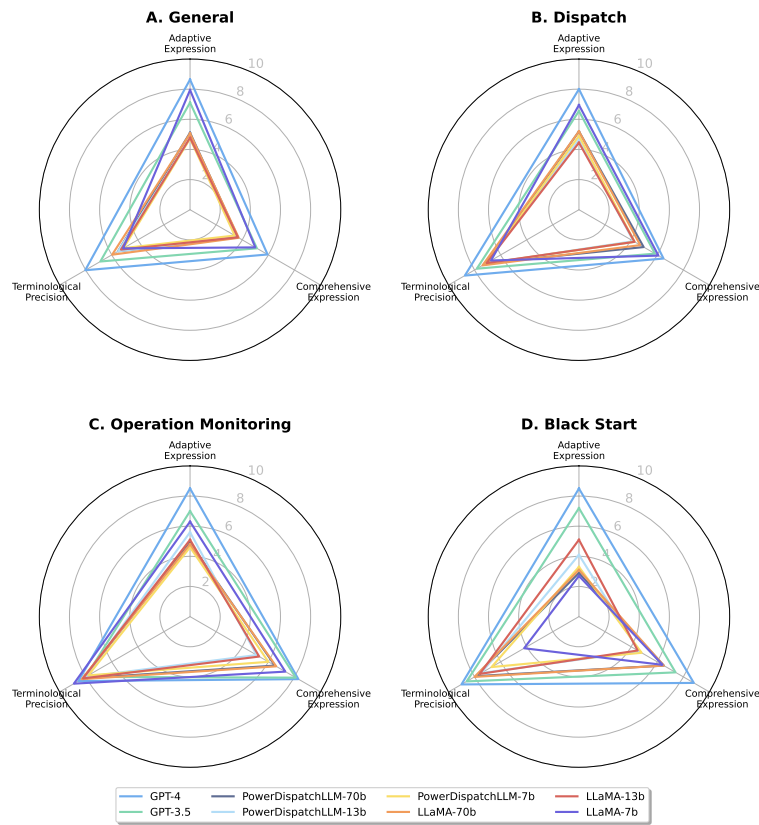 A. General
Adaptive
Expression
10
8
6
4
2
Terminological
Precision
Comprehensive
Expression
B. Dispatch
Adaptive
Expression
10
8
6
4
2
Terminological
Precision
Comprehensive
Expression
C. Operation Monitoring
Adaptive
Expression
10
8
6
4
2
Terminological
Precision
Comprehensive
Expression
D. Black Start
Adaptive
Expression
10
8
6
4
2
Terminological
Precision
Comprehensive
Expression
GPT-4
PowerDispatchLLM-70b
PowerDispatchLLM-7b
LLaMA-13b
GPT-3.5
PowerDispatchLLM-13b
LLaMA-70b
LLaMA-7b